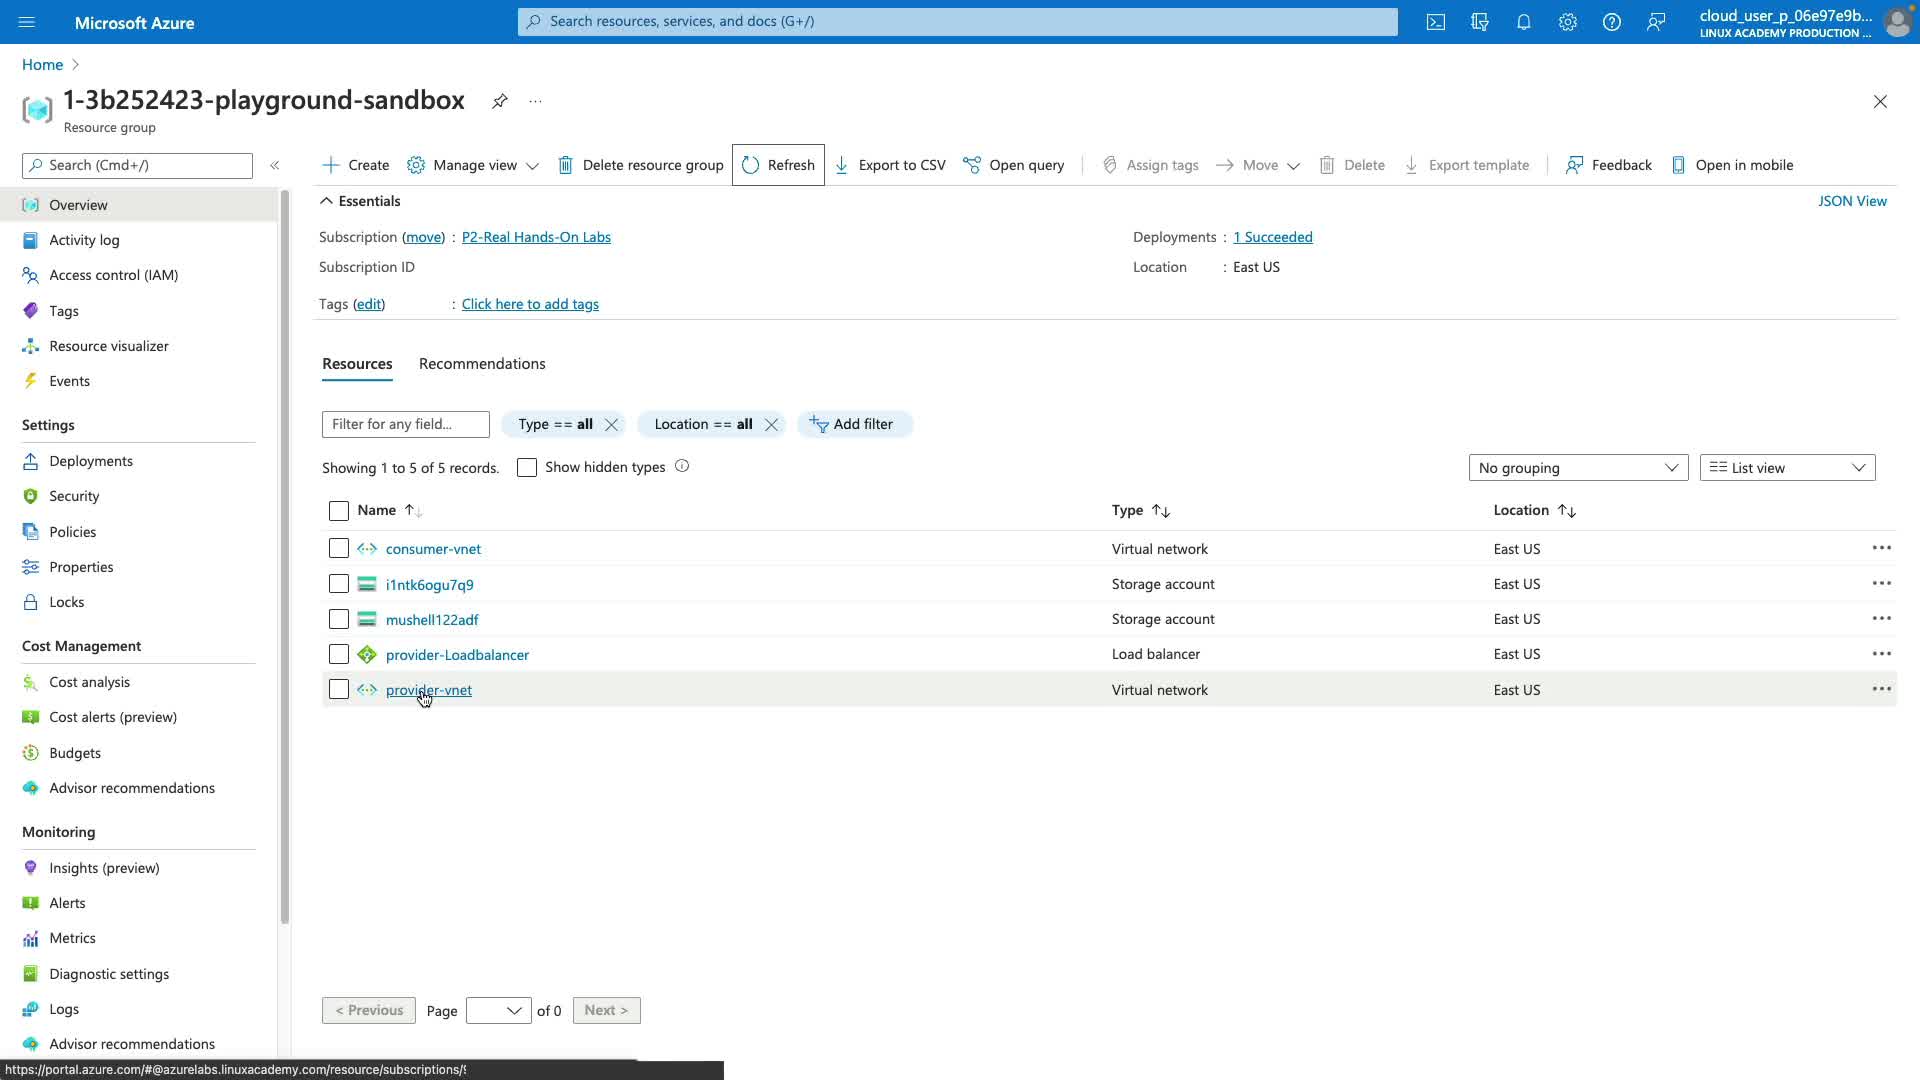 Microsoft Azure
Search resources, services, and docs (G+/)
cloud_user_p_06e97e9b...
LINUX ACADEMY PRODUCTION ...
Home
1-3b252423-playground-sandbox
...
Resource group
Search (Cmd+/)
«
Create
Manage view
Delete resource group
Refresh
Export to CSV
Open query
Assign tags
Move
Delete
Export template
Feedback
Open in mobile
Overview
Activity log
Access control (IAM)
Tags
Resource visualizer
Events
Settings
Deployments
Security
Policies
Properties
Locks
Cost Management
Cost analysis
Cost alerts (preview)
Budgets
Advisor recommendations
Monitoring
Insights (preview)
Alerts
Metrics
Diagnostic settings
Logs
Advisor recommendations
Essentials
JSON View
Subscription (move) : P2-Real Hands-On Labs
Deployments : 1 Succeeded
Subscription ID
Location : East US
Tags (edit) : Click here to add tags
Resources
Recommendations
Filter for any field...
Type == all
Location == all
Add filter
Showing 1 to 5 of 5 records.
Show hidden types
No grouping
List view
Name
Type
Location
consumer-vnet
Virtual network
East US
i1ntk6ogu7q9
Storage account
East US
mushell122adf
Storage account
East US
provider-Loadbalancer
Load balancer
East US
provider-vnet
Virtual network
East US
< Previous
Page
of 0
Next >
https://portal.azure.com/#@azurelabs.linuxacademy.com/resource/subscriptions/9